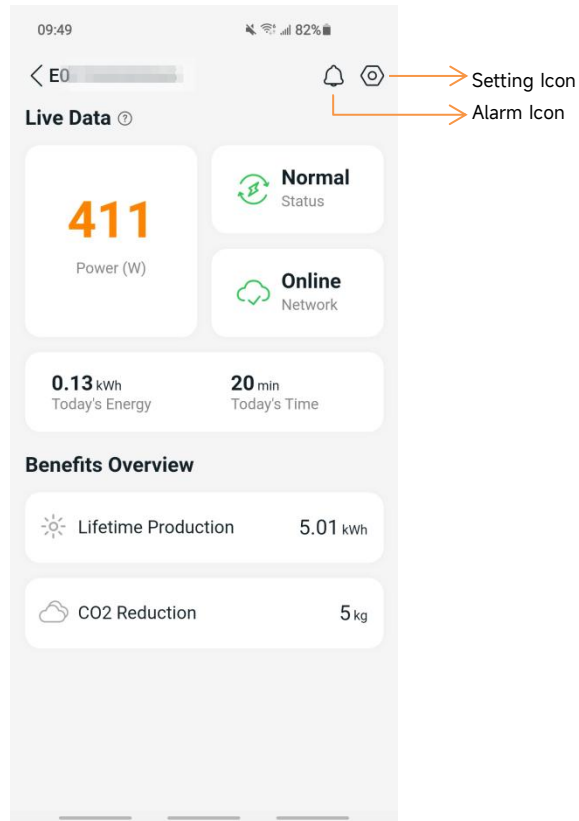 09:49 82%
E0
Setting Icon
Live Data ?
Alarm Icon
411
Power (W)
Normal
Status
Online
Network
0.13 kWh
Today's Energy
20 min
Today's Time
Benefits Overview
Lifetime Production 5.01 kWh
CO2 Reduction 5 kg